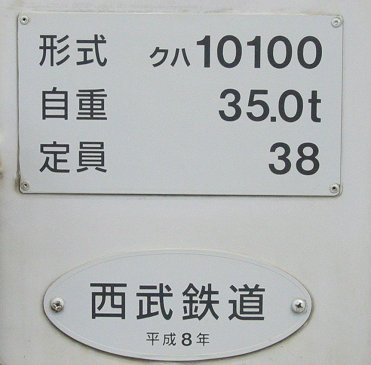 形式 クハ10100
自重 35.0t
定員 38
西武鉄道
平成8年